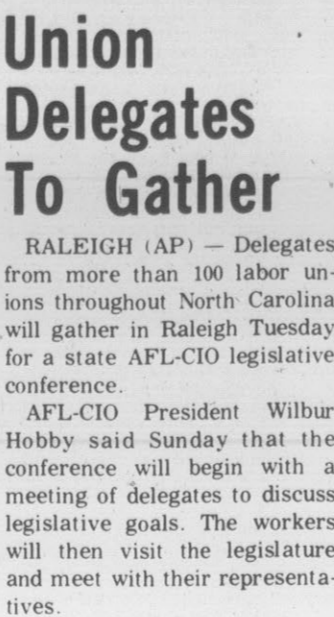 Union
Delegates
To Gather
RALEIGH (AP) — Delegates
from more than 100 labor un-
ions throughout North Carolina
will gather in Raleigh Tuesday
for a state AFL-CIO legislative
conference.
AFL-CIO President Wilbur
Hobby said Sunday that the
conference will begin with a
meeting of delegates to discuss
legislative goals. The workers
will then visit the legislature
and meet with their representa-
tives.